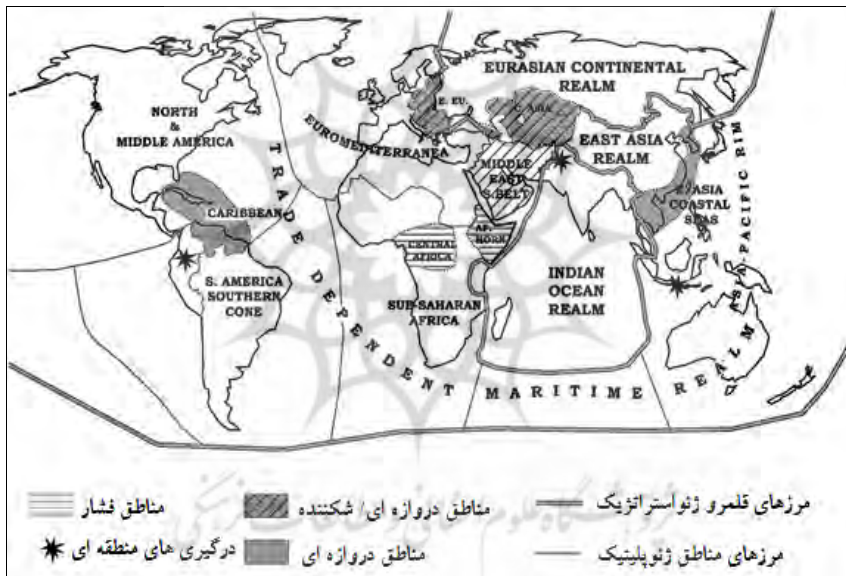 EURASIAN CONTINENTAL
REALM
NORTH
&
MIDDLE AMERICA
E. EU.
C. ASIA
EUROMEDITERRANEA
EAST ASIA
REALM
MIDDLE
EAST
S.BELT
TRADE DEPENDENT MARITIME REALM
ASIA-PACIFIC RIM
E. ASIA
COASTAL
SEAS
CARIBBEAN
AF.
HORN
CENTRAL
AFRICA
S. AMERICA
SOUTHERN
CONE
INDIAN
OCEAN
REALM
SUB-SAHARAN
AFRICA
مرزهای قلمرو ژئواستراتژیک
مناطق دروازه ای/ شکننده
مناطق فشار
مرزهای مناطق ژئوپلیتیک
مناطق دروازه ای
درگیری های منطقه ای